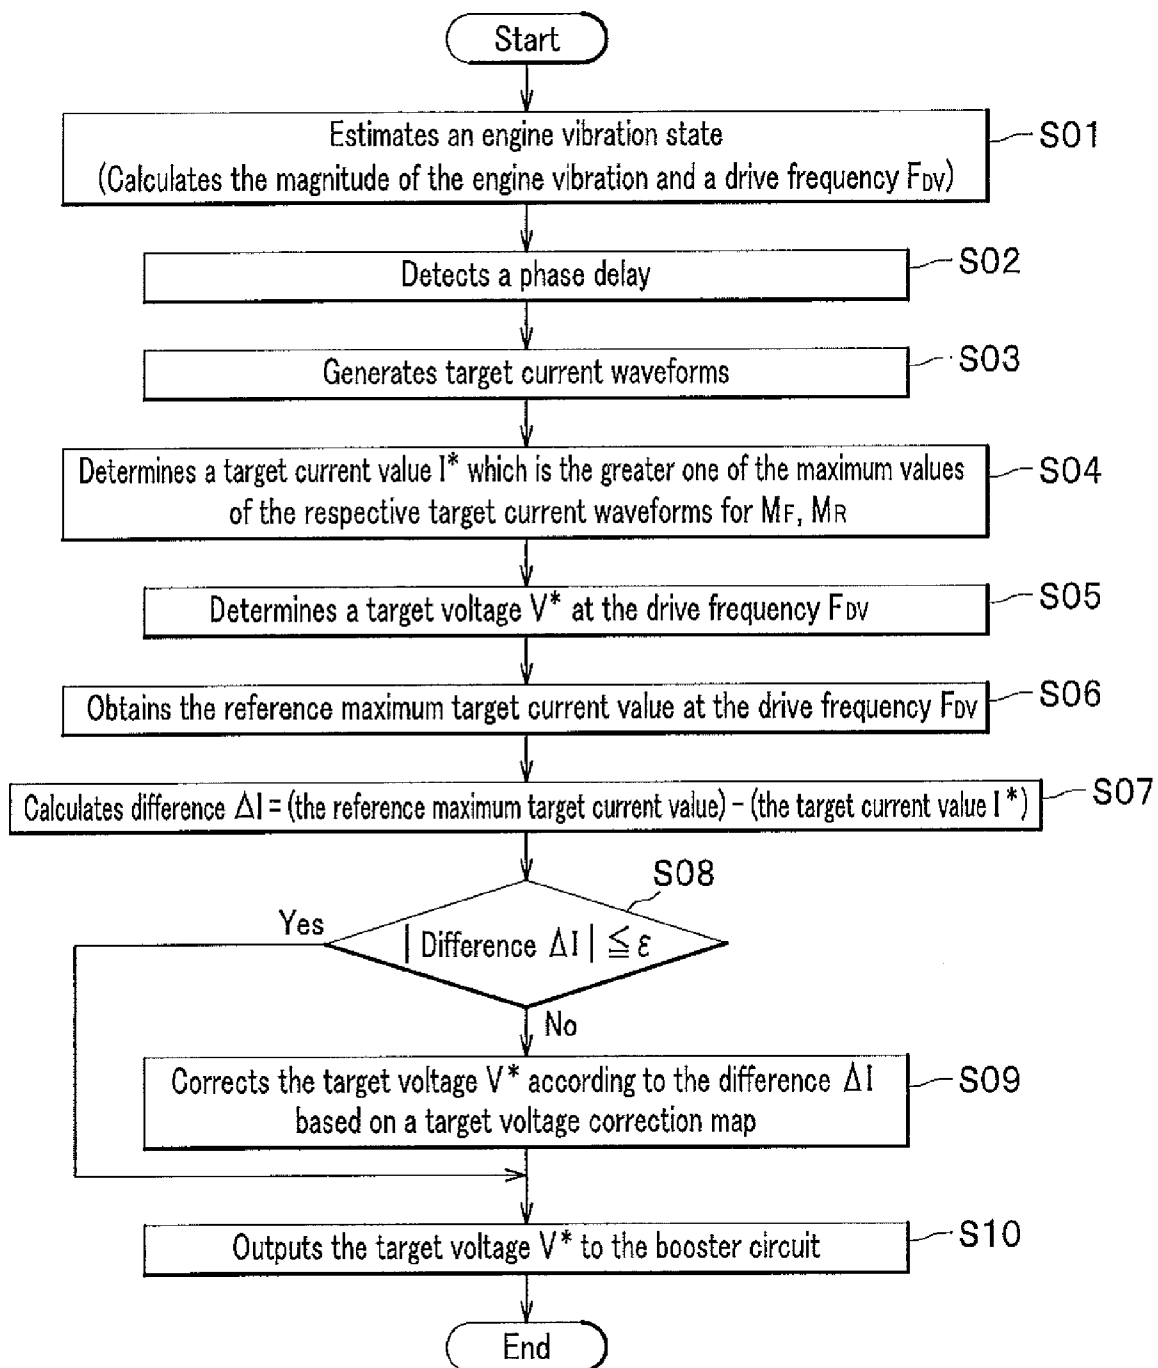 Start
Estimates an engine vibration state
(Calculates the magnitude of the engine vibration and a drive frequency FDV)
S01
Detects a phase delay
S02
Generates target current waveforms
S03
Determines a target current value I* which is the greater one of the maximum values
of the respective target current waveforms for MF, MR
S04
Determines a target voltage V* at the drive frequency FDV
S05
Obtains the reference maximum target current value at the drive frequency FDV
S06
Calculates difference ΔI = (the reference maximum target current value) - (the target current value I*)
S07
S08
Yes
| Difference ΔI | ≦ ε
No
Corrects the target voltage V* according to the difference ΔI
based on a target voltage correction map
S09
Outputs the target voltage V* to the booster circuit
S10
End